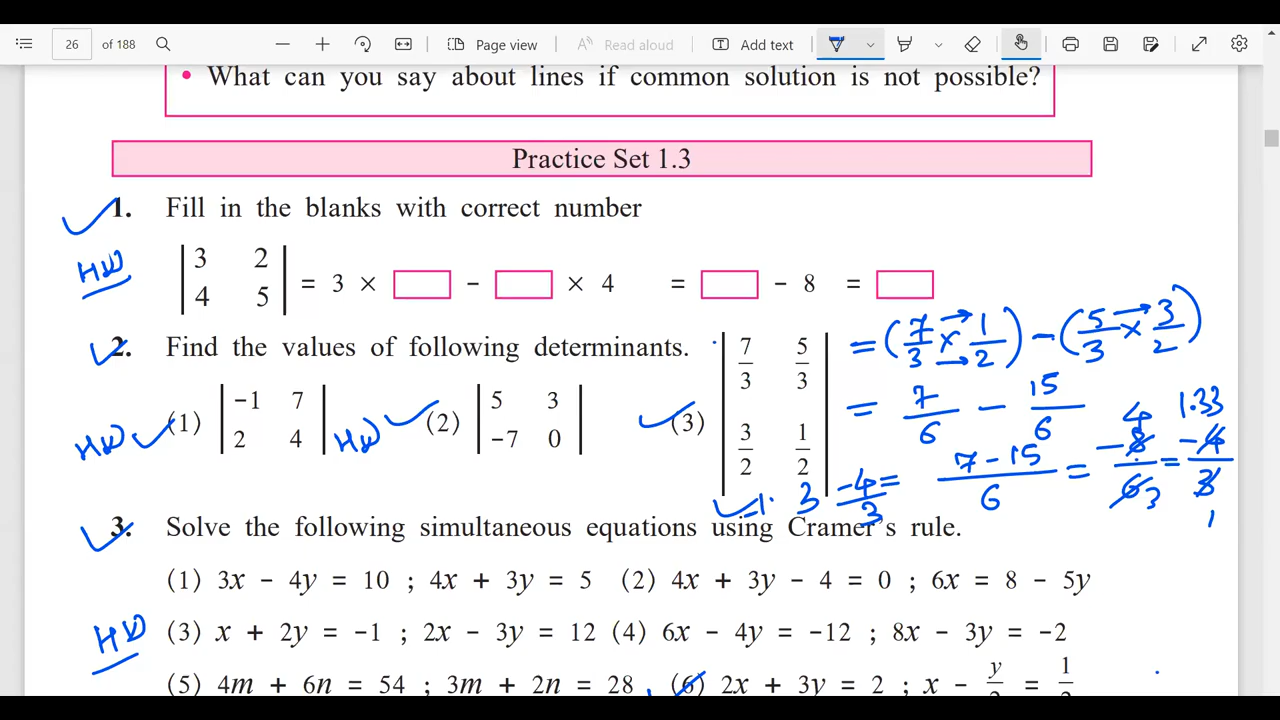 26 of 188 Page view Read aloud Add text
• What can you say about lines if common solution is not possible?
Practice Set 1.3
1. Fill in the blanks with correct number
HW
| 3 2 |
| 4 5 | = 3 × □ - □ × 4 = □ - 8 = □
2. Find the values of following determinants.
HW (1) | -1 7 |
| 2 4 |
HW (2) | 5 3 |
| -7 0 |
(3) | 7/3 5/3 |
| 3/2 1/2 |
= (7/3 × 1/2) - (5/3 × 3/2)
= 7/6 - 15/6
= 7-15/6 = -8/6 = -4/3
4 3 1.33 1
-4/3 =
3
3. Solve the following simultaneous equations using Cramer's rule.
(1) 3x - 4y = 10 ; 4x + 3y = 5 (2) 4x + 3y - 4 = 0 ; 6x = 8 - 5y
HW (3) x + 2y = -1 ; 2x - 3y = 12 (4) 6x - 4y = -12 ; 8x - 3y = -2
(5) 4m + 6n = 54 ; 3m + 2n = 28 (6) 2x + 3y = 2 ; x - y/2 = 1/2